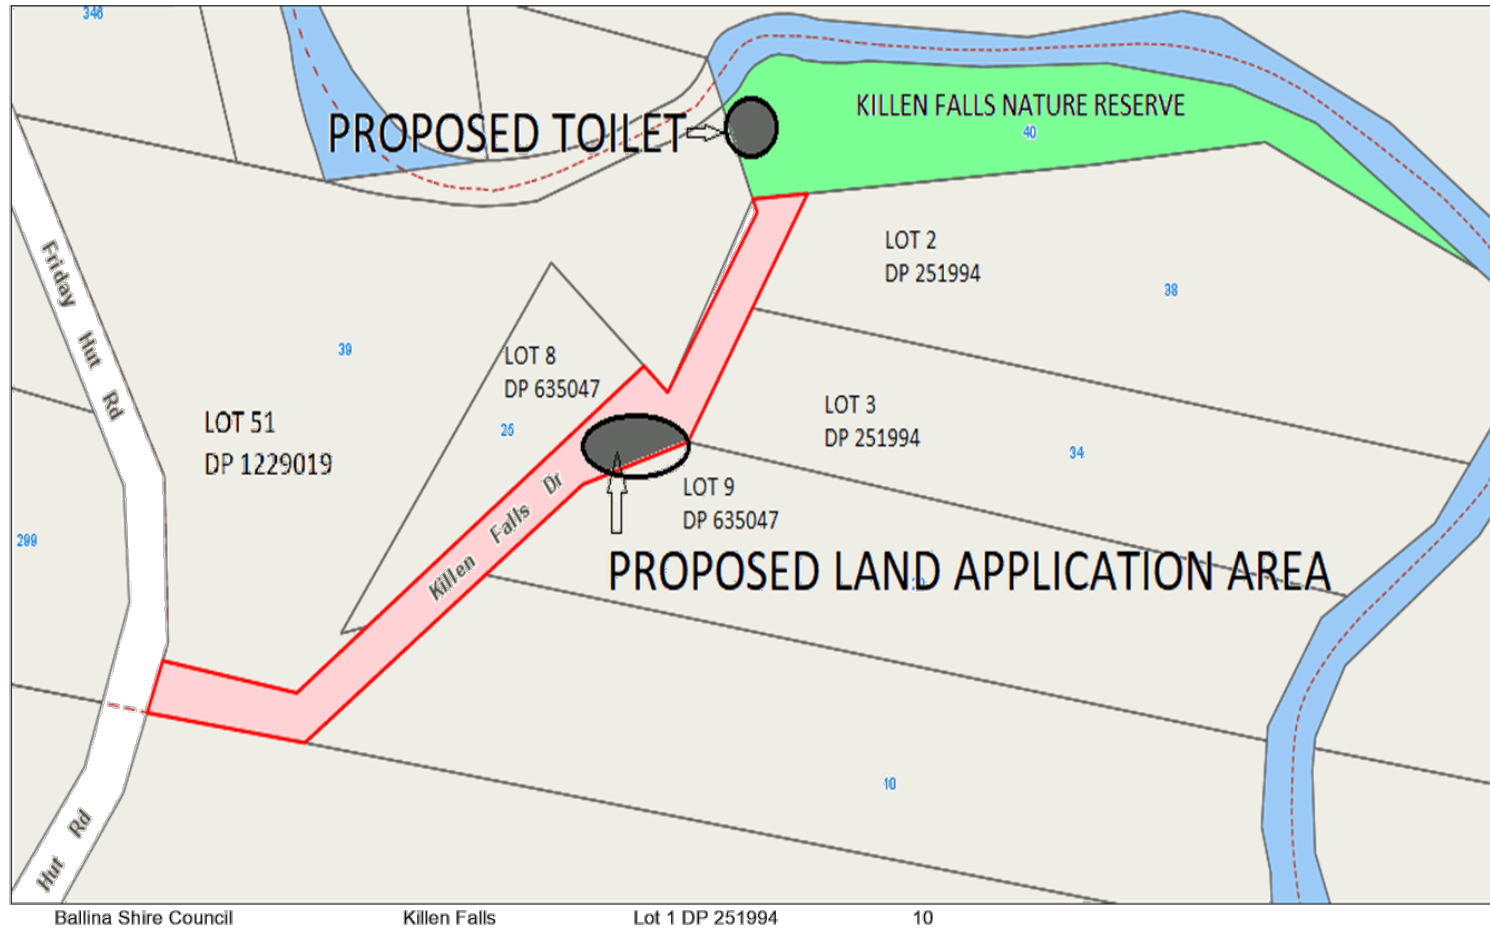 346
KILLEN FALLS NATURE RESERVE
40
PROPOSED TOILET
LOT 2
DP 251994
38
Friday Hut Rd
39
LOT 8
DP 635047
25
LOT 3
DP 251994
34
LOT 51
DP 1229019
LOT 9
DP 635047
Killen Falls Dr
299
PROPOSED LAND APPLICATION AREA
10
Hut Rd
Ballina Shire Council Killen Falls Lot 1 DP 251994 10